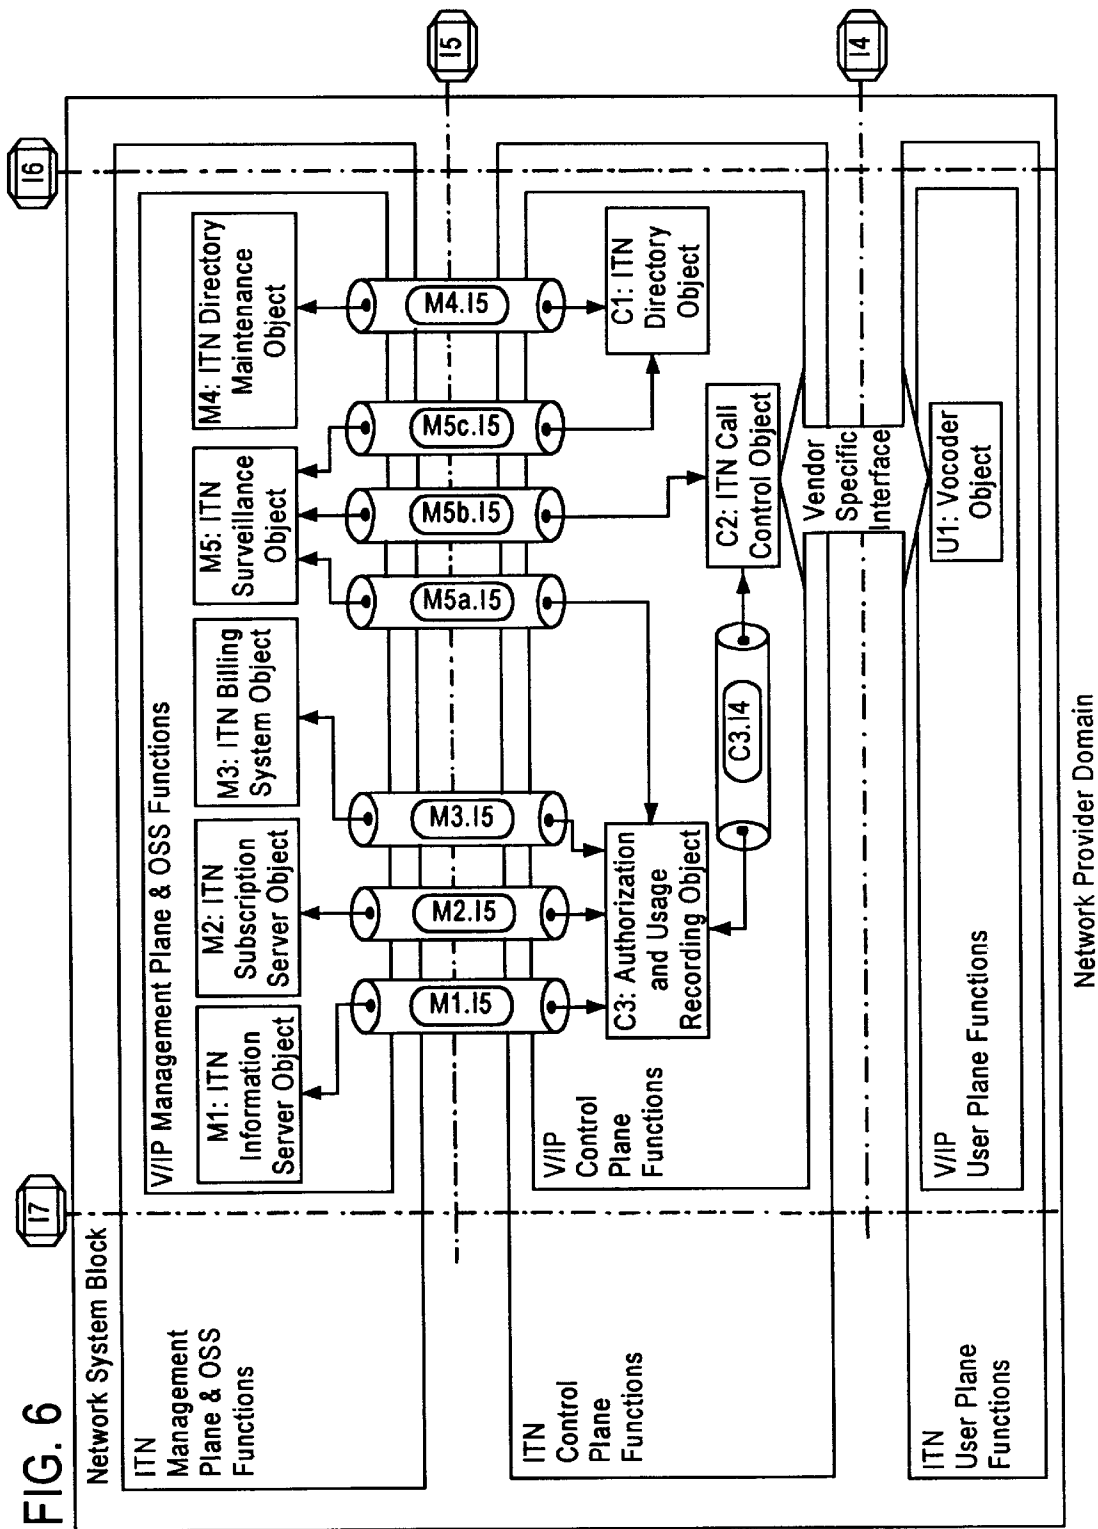 FIG. 6
I7
I6
Network System Block
ITN
Management
Plane & OSS
Functions
V/IP Management Plane & OSS Functions
M1: ITN
Information
Server Object
M2: ITN
Subscription
Server Object
M3: ITN Billing
System Object
M5: ITN
Surveillance
Object
M4: ITN Directory
Maintenance
Object
M1.I5
M2.I5
M3.I5
M5a.I5
M5b.I5
M5c.I5
M4.I5
I5
ITN
Control
Plane
Functions
V/IP
Control
Plane
Functions
C3: Authorization
and Usage
Recording Object
C1: ITN
Directory
Object
C3.I4
C2: ITN Call
Control Object
Vendor
Specific
Interface
I4
ITN
User Plane
Functions
V/IP
User Plane Functions
U1: Vocoder
Object
Network Provider Domain